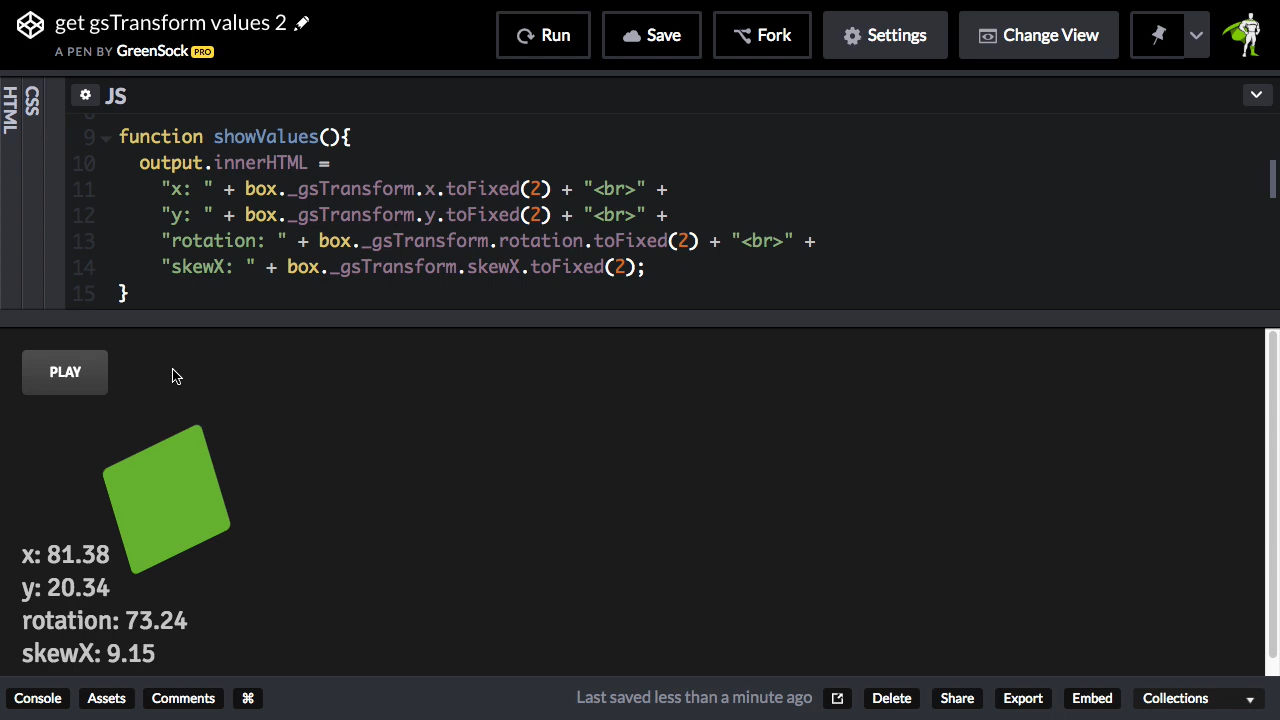 get gsTransform values 2
A PEN BY GreenSock PRO
Run
Save
Fork
Settings
Change View
HTML
CSS
JS
9 function showValues(){
10 output.innerHTML =
11 "x: " + box._gsTransform.x.toFixed(2) + "<br>" +
12 "y: " + box._gsTransform.y.toFixed(2) + "<br>" +
13 "rotation: " + box._gsTransform.rotation.toFixed(2) + "<br>" +
14 "skewX: " + box._gsTransform.skewX.toFixed(2);
15 }
PLAY
x: 81.38
y: 20.34
rotation: 73.24
skewX: 9.15
Console
Assets
Comments
⌘
Last saved less than a minute ago
Delete
Share
Export
Embed
Collections